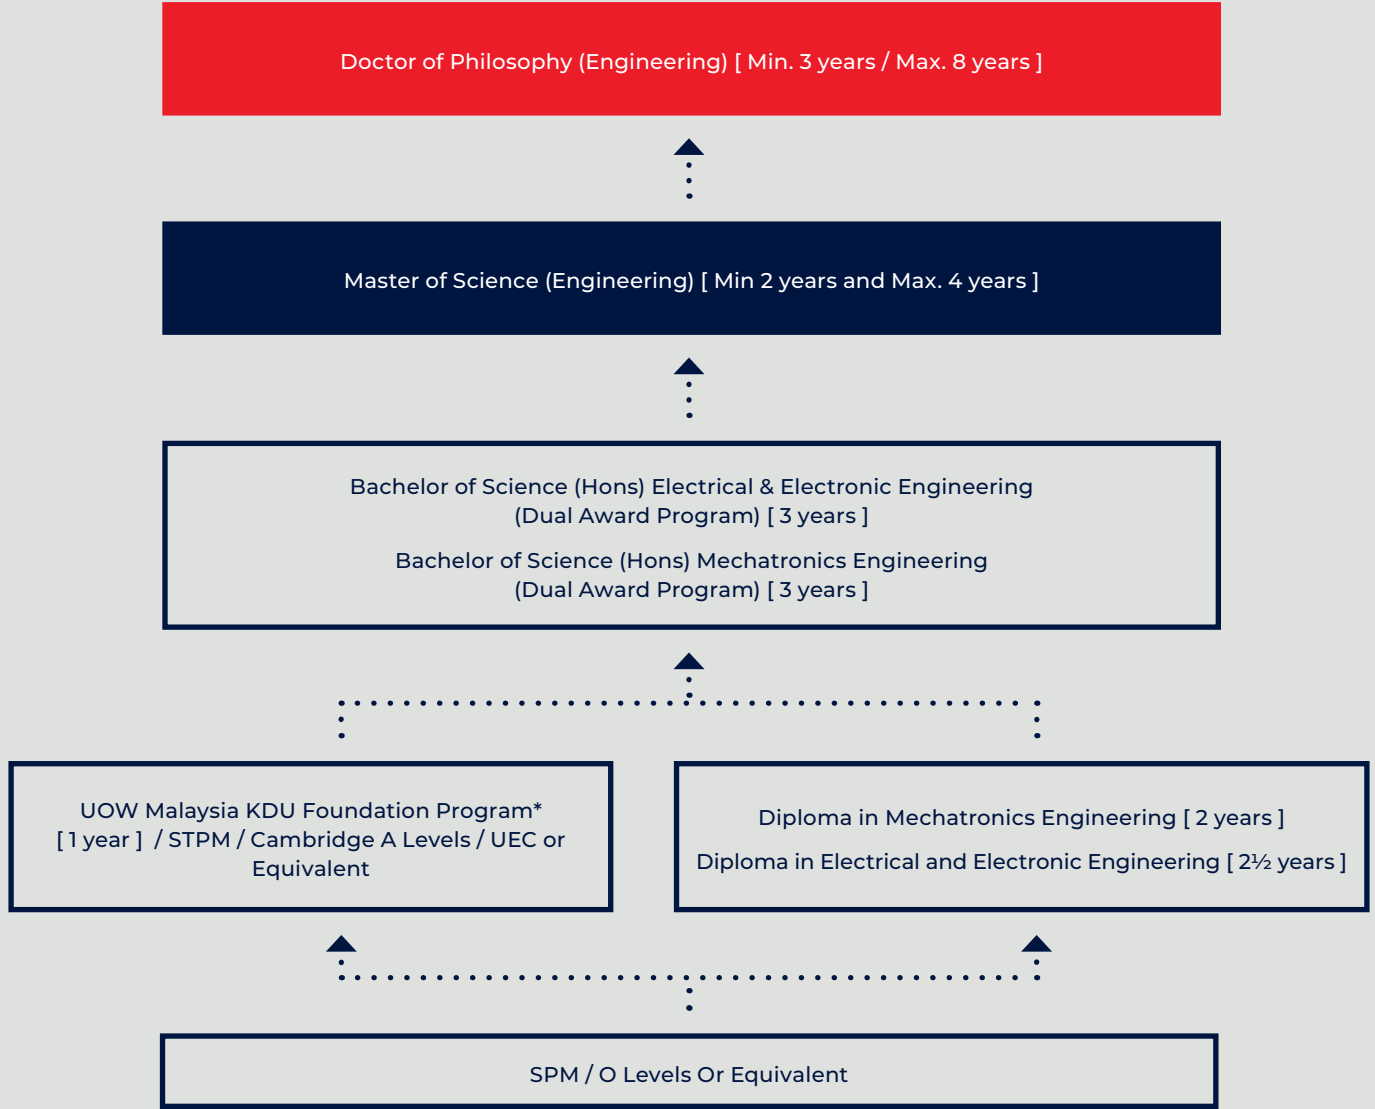 Doctor of Philosophy (Engineering) [ Min. 3 years / Max. 8 years ]
Master of Science (Engineering) [ Min 2 years and Max. 4 years ]
Bachelor of Science (Hons) Electrical & Electronic Engineering
(Dual Award Program) [ 3 years ]
Bachelor of Science (Hons) Mechatronics Engineering
(Dual Award Program) [ 3 years ]
UOW Malaysia KDU Foundation Program*
[ 1 year ] / STPM / Cambridge A Levels / UEC or
Equivalent
Diploma in Mechatronics Engineering [ 2 years ]
Diploma in Electrical and Electronic Engineering [ 2½ years ]
SPM / O Levels Or Equivalent